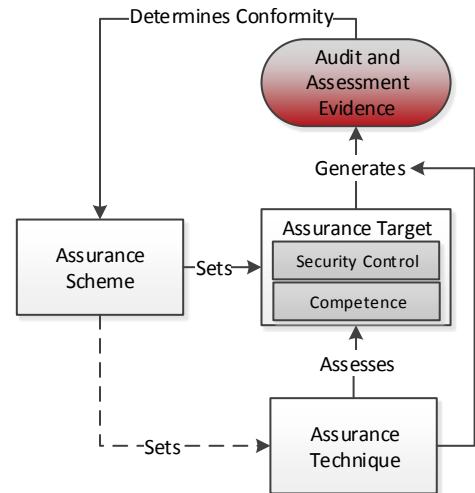 Determines Conformity
Audit and
Assessment
Evidence
Generates
Assurance Target
Security Control
Competence
Assurance
Scheme
Sets
Assesses
Sets
Assurance
Technique